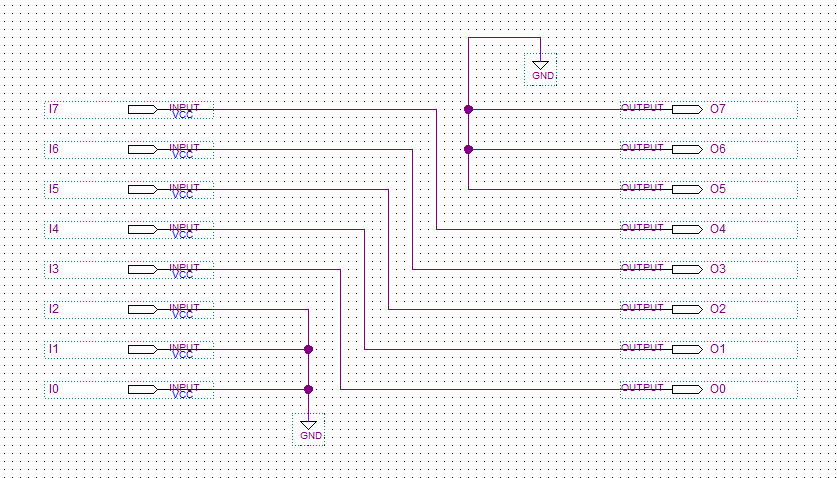 GND
I7 INPUT VCC OUTPUT O7
I6 INPUT VCC OUTPUT O6
I5 INPUT VCC OUTPUT O5
I4 INPUT VCC OUTPUT O4
I3 INPUT VCC OUTPUT O3
I2 INPUT VCC OUTPUT O2
I1 INPUT VCC OUTPUT O1
I0 INPUT VCC OUTPUT O0
GND